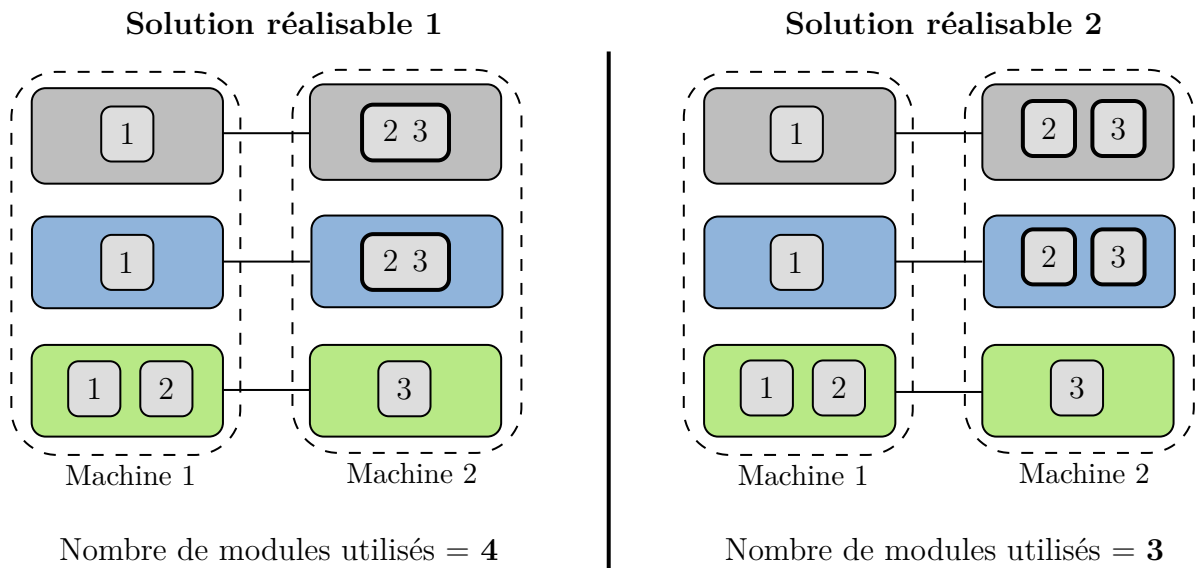 Solution réalisable 1
1
2 3
1
2 3
1 2
3
Machine 1
Machine 2
Nombre de modules utilisés = 4
Solution réalisable 2
1
2 3
1
2 3
1 2
3
Machine 1
Machine 2
Nombre de modules utilisés = 3